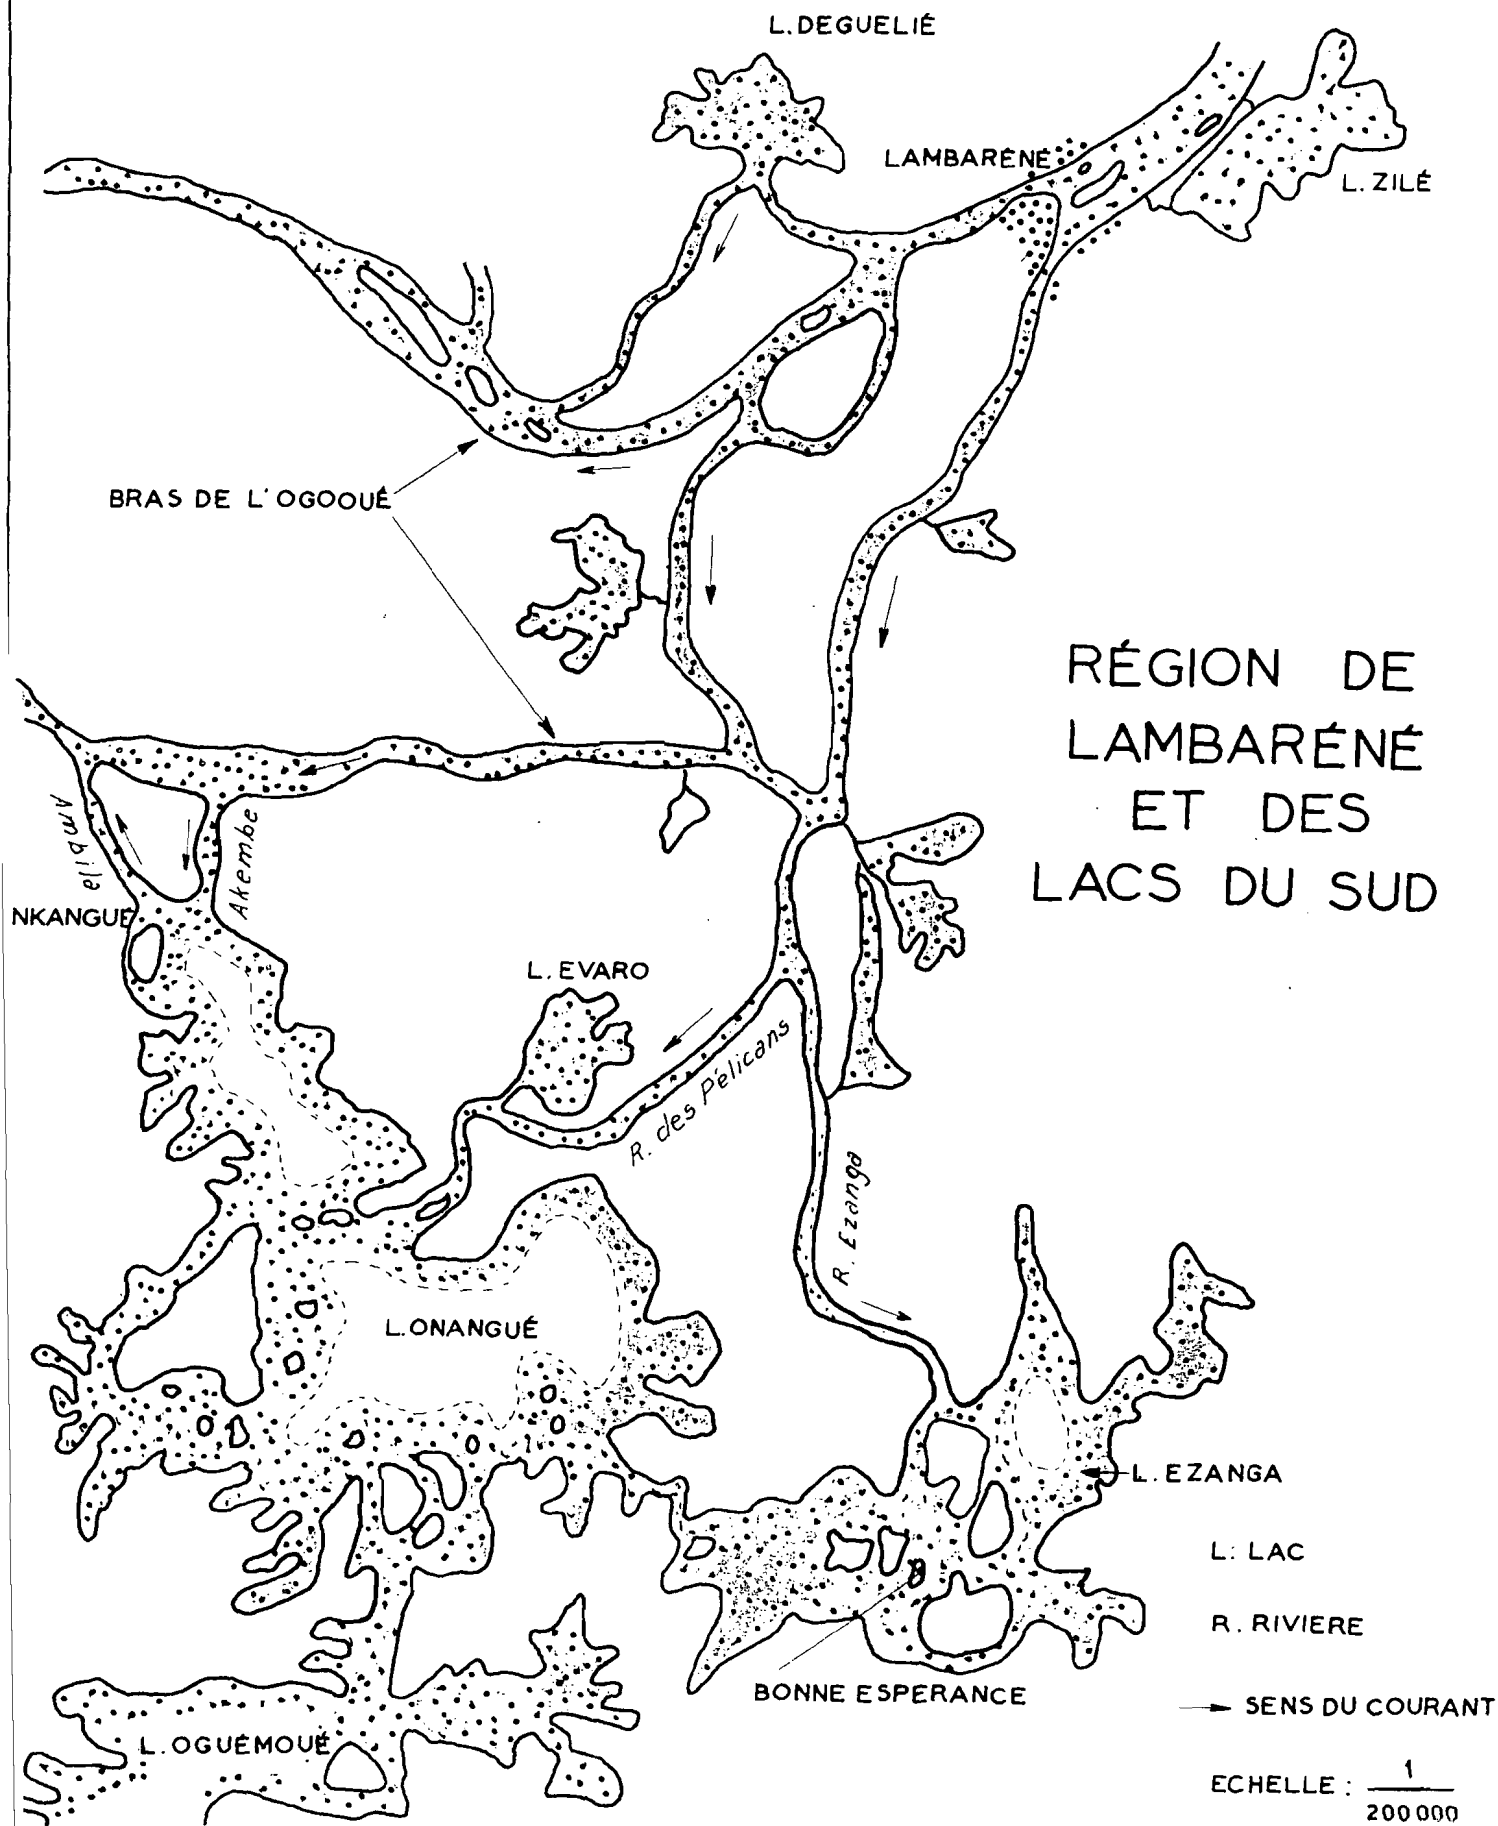 L. DEGUELIÉ
LAMBARÉNÉ
L. ZILÉ
BRAS DE L'OGOOUÉ
RÉGION DE
LAMBARÉNÉ
ET DES
LACS DU SUD
Ambila
Akembe
NKANGUÉ
L. EVARO
R. des Pélicans
R. Ezanga
L. ONANGUÉ
L. EZANGA
L: LAC
R. RIVIERE
BONNE ESPERANCE
SENS DU COURANT
L. OGUÉMOUÉ
ECHELLE : 1
200 000